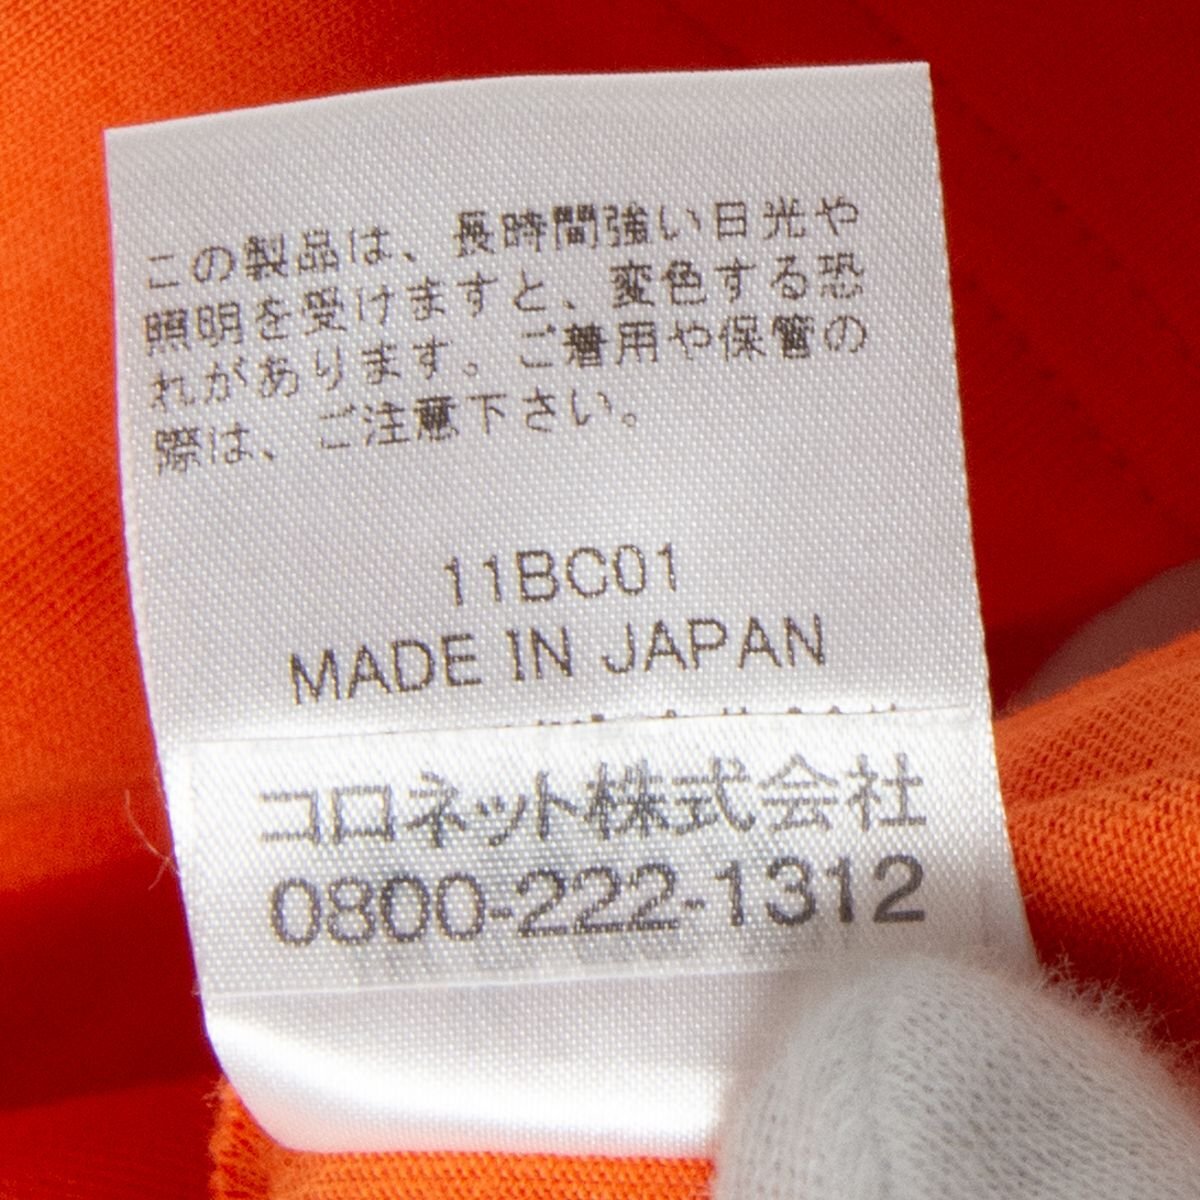 この製品は、長時間強い日光や
照明を受けますと、変色する恐
れがあります。ご着用や保管の
際は、ご注意下さい。
11BC01
MADE IN JAPAN
コロネット株式会社
0800-222-1312